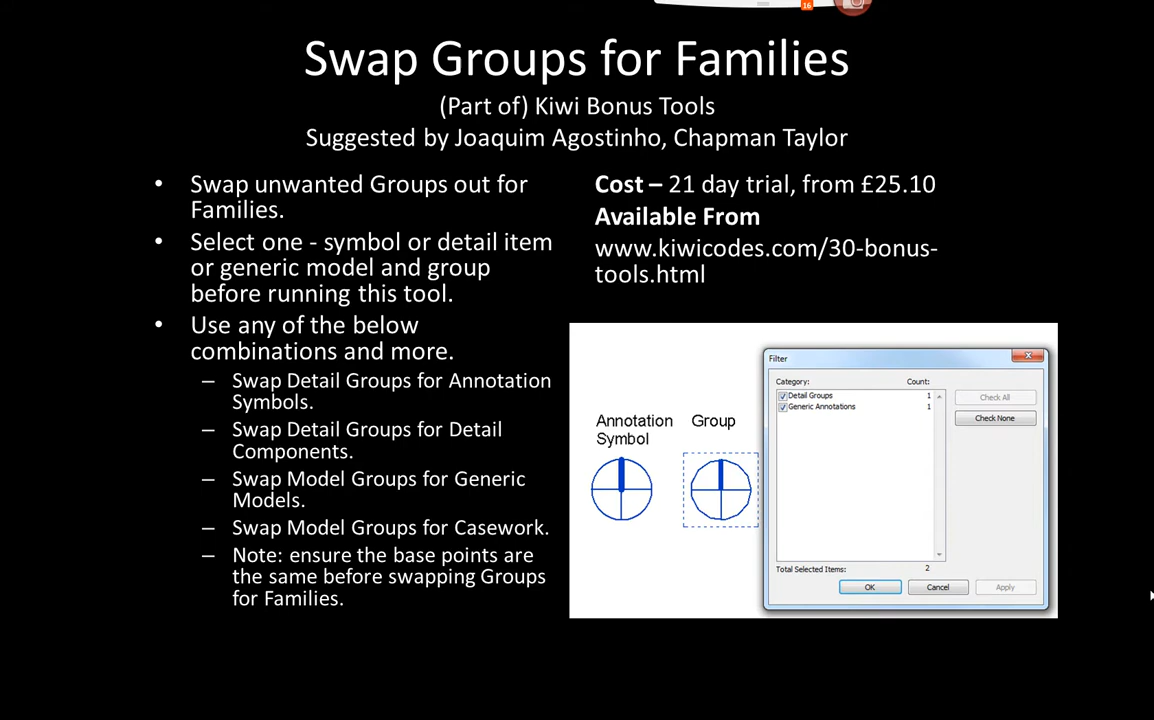 16
Swap Groups for Families
(Part of) Kiwi Bonus Tools
Suggested by Joaquim Agostinho, Chapman Taylor
• Swap unwanted Groups out for
Families.
• Select one - symbol or detail item
or generic model and group
before running this tool.
• Use any of the below
combinations and more.
– Swap Detail Groups for Annotation
Symbols.
– Swap Detail Groups for Detail
Components.
– Swap Model Groups for Generic
Models.
– Swap Model Groups for Casework.
– Note: ensure the base points are
the same before swapping Groups
for Families.
Cost – 21 day trial, from £25.10
Available From
www.kiwicodes.com/30-bonus-
tools.html
Annotation
Symbol
Group
Filter
Category: Count:
Detail Groups 1
Generic Annotations 1
Check All
Check None
Total Selected Items: 2
OK Cancel Apply